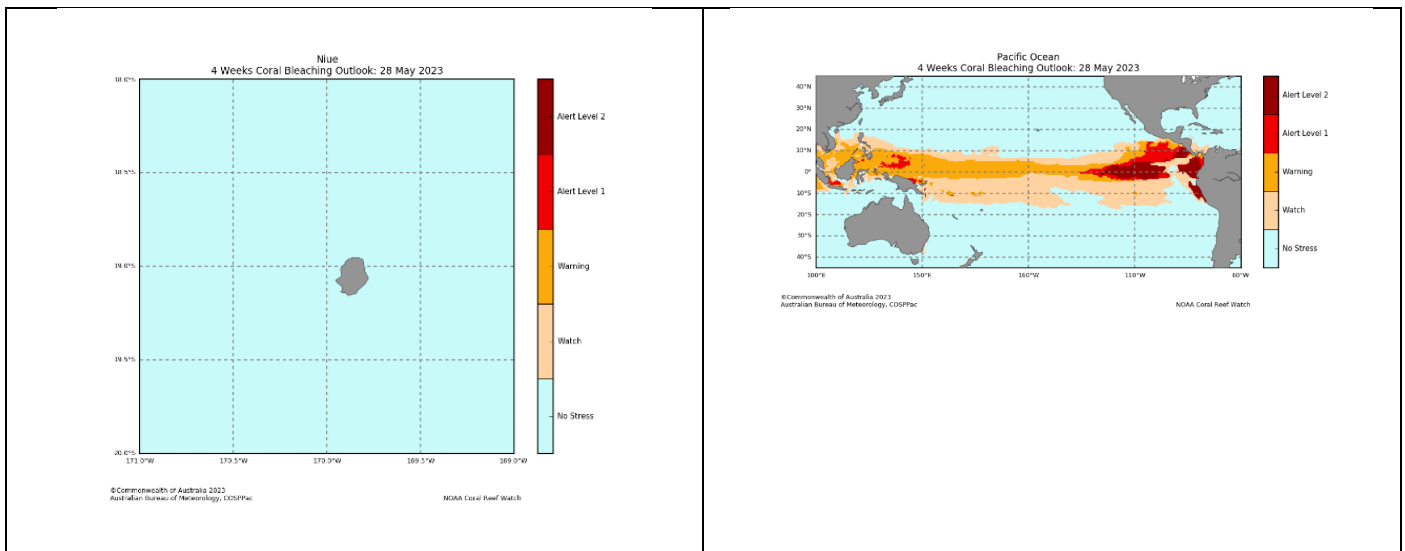 Niue
4 Weeks Coral Bleaching Outlook: 28 May 2023
18.0°S
18.5°S
19.0°S
19.5°S
20.0°S
171.0°W 170.5°W 170.0°W 169.5°W 169.0°W
Alert Level 2
Alert Level 1
Warning
Watch
No Stress
©Commonwealth of Australia 2023
Australian Bureau of Meteorology, COSPPac NOAA Coral Reef Watch
Pacific Ocean
4 Weeks Coral Bleaching Outlook: 28 May 2023
40°N
30°N
20°N
10°N
0°
10°S
20°S
30°S
40°S
100°E 150°E 160°W 110°W 60°W
Alert Level 2
Alert Level 1
Warning
Watch
No Stress
©Commonwealth of Australia 2023
Australian Bureau of Meteorology, COSPPac NOAA Coral Reef Watch